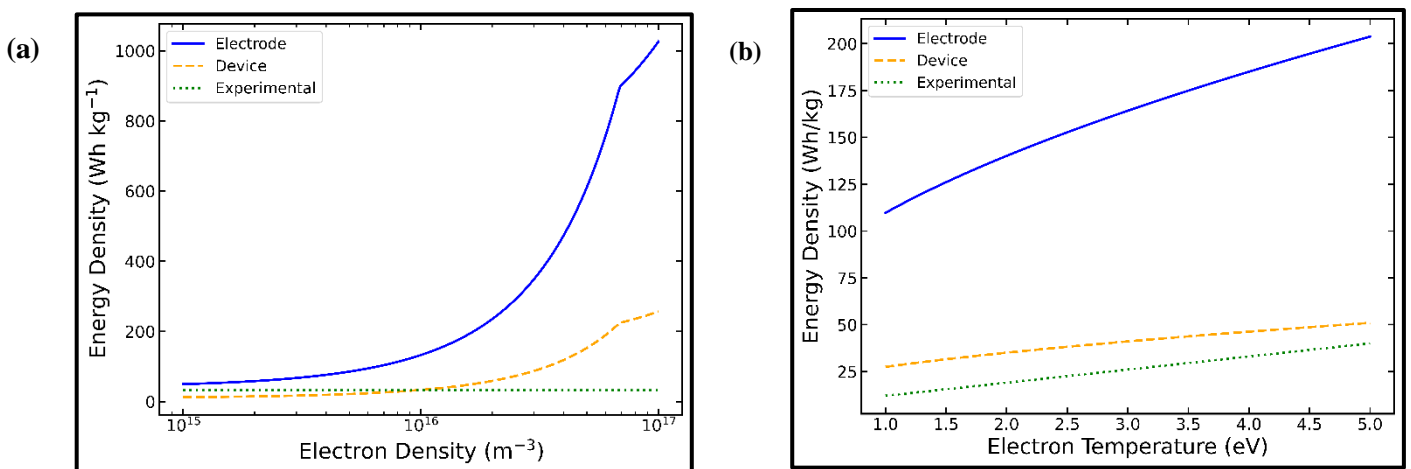 (a)
Energy Density (Wh kg⁻¹)
1000
800
600
400
200
0
Electrode
Device
Experimental
10¹⁵
10¹⁶
10¹⁷
Electron Density (m⁻³)
(b)
Energy Density (Wh/kg)
200
175
150
125
100
75
50
25
Electrode
Device
Experimental
1.0 1.5 2.0 2.5 3.0 3.5 4.0 4.5 5.0
Electron Temperature (eV)